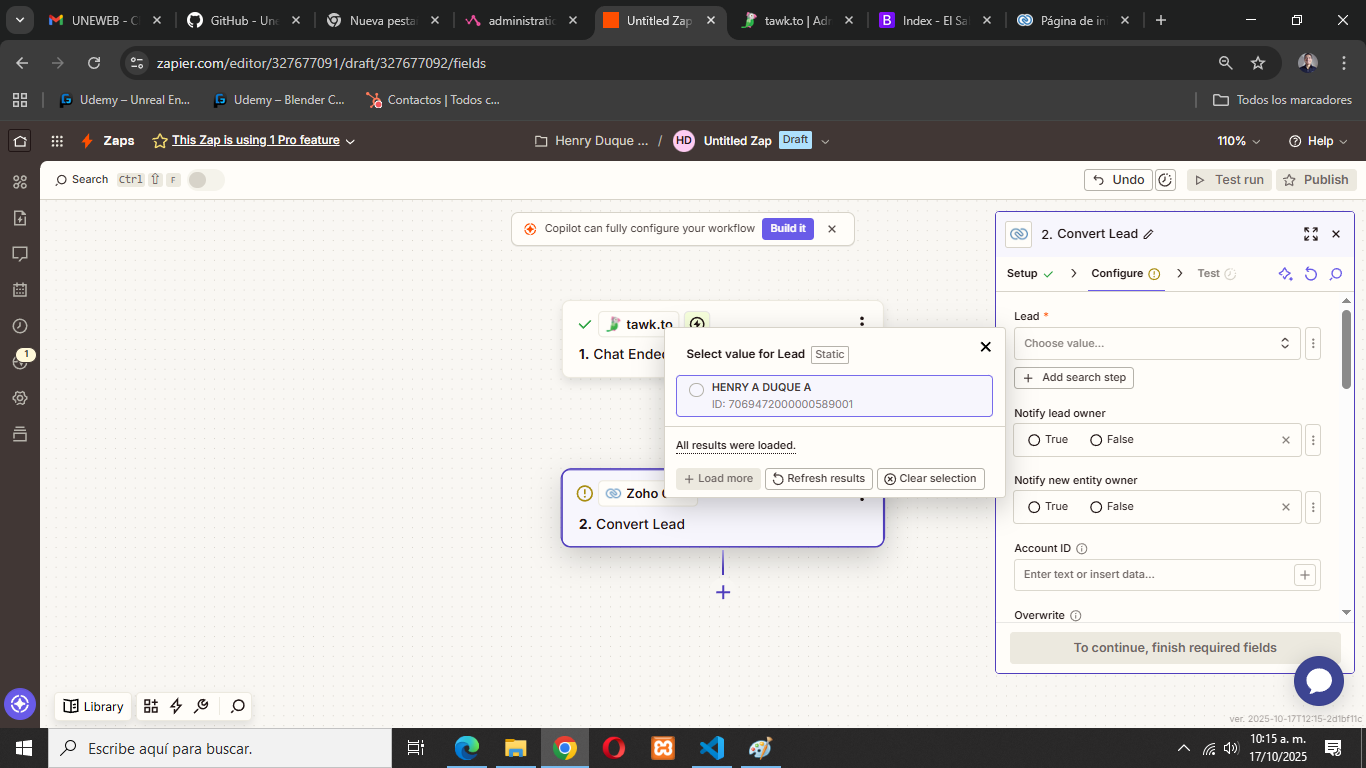 UNEWEB - C
GitHub - Une
Nueva pesta
administratio
Untitled Zap
tawk.to | Adr
Index - El Sal
Página de ini
zapier.com/editor/327677091/draft/327677092/fields
Udemy – Unreal En...
Udemy – Blender C...
Contactos | Todos c...
Todos los marcadores
Zaps
This Zap is using 1 Pro feature
Henry Duque ... / HD Untitled Zap Draft
110%
Help
Search Ctrl ⇧ F
Undo
Test run
Publish
Copilot can fully configure your workflow Build it
2. Convert Lead
Setup
Configure
Test
tawk.to
1. Chat Ended
Select value for Lead Static
HENRY A DUQUE A
ID: 7069472000000589001
All results were loaded.
Load more
Refresh results
Clear selection
Zoho C
2. Convert Lead
Lead *
Choose value...
Add search step
Notify lead owner
True
False
Notify new entity owner
True
False
Account ID
Enter text or insert data...
Overwrite
To continue, finish required fields
1
Library
ver. 2025-10-17T12:15-2d1bf11c
Escribe aquí para buscar.
10:15 a. m.
17/10/2025